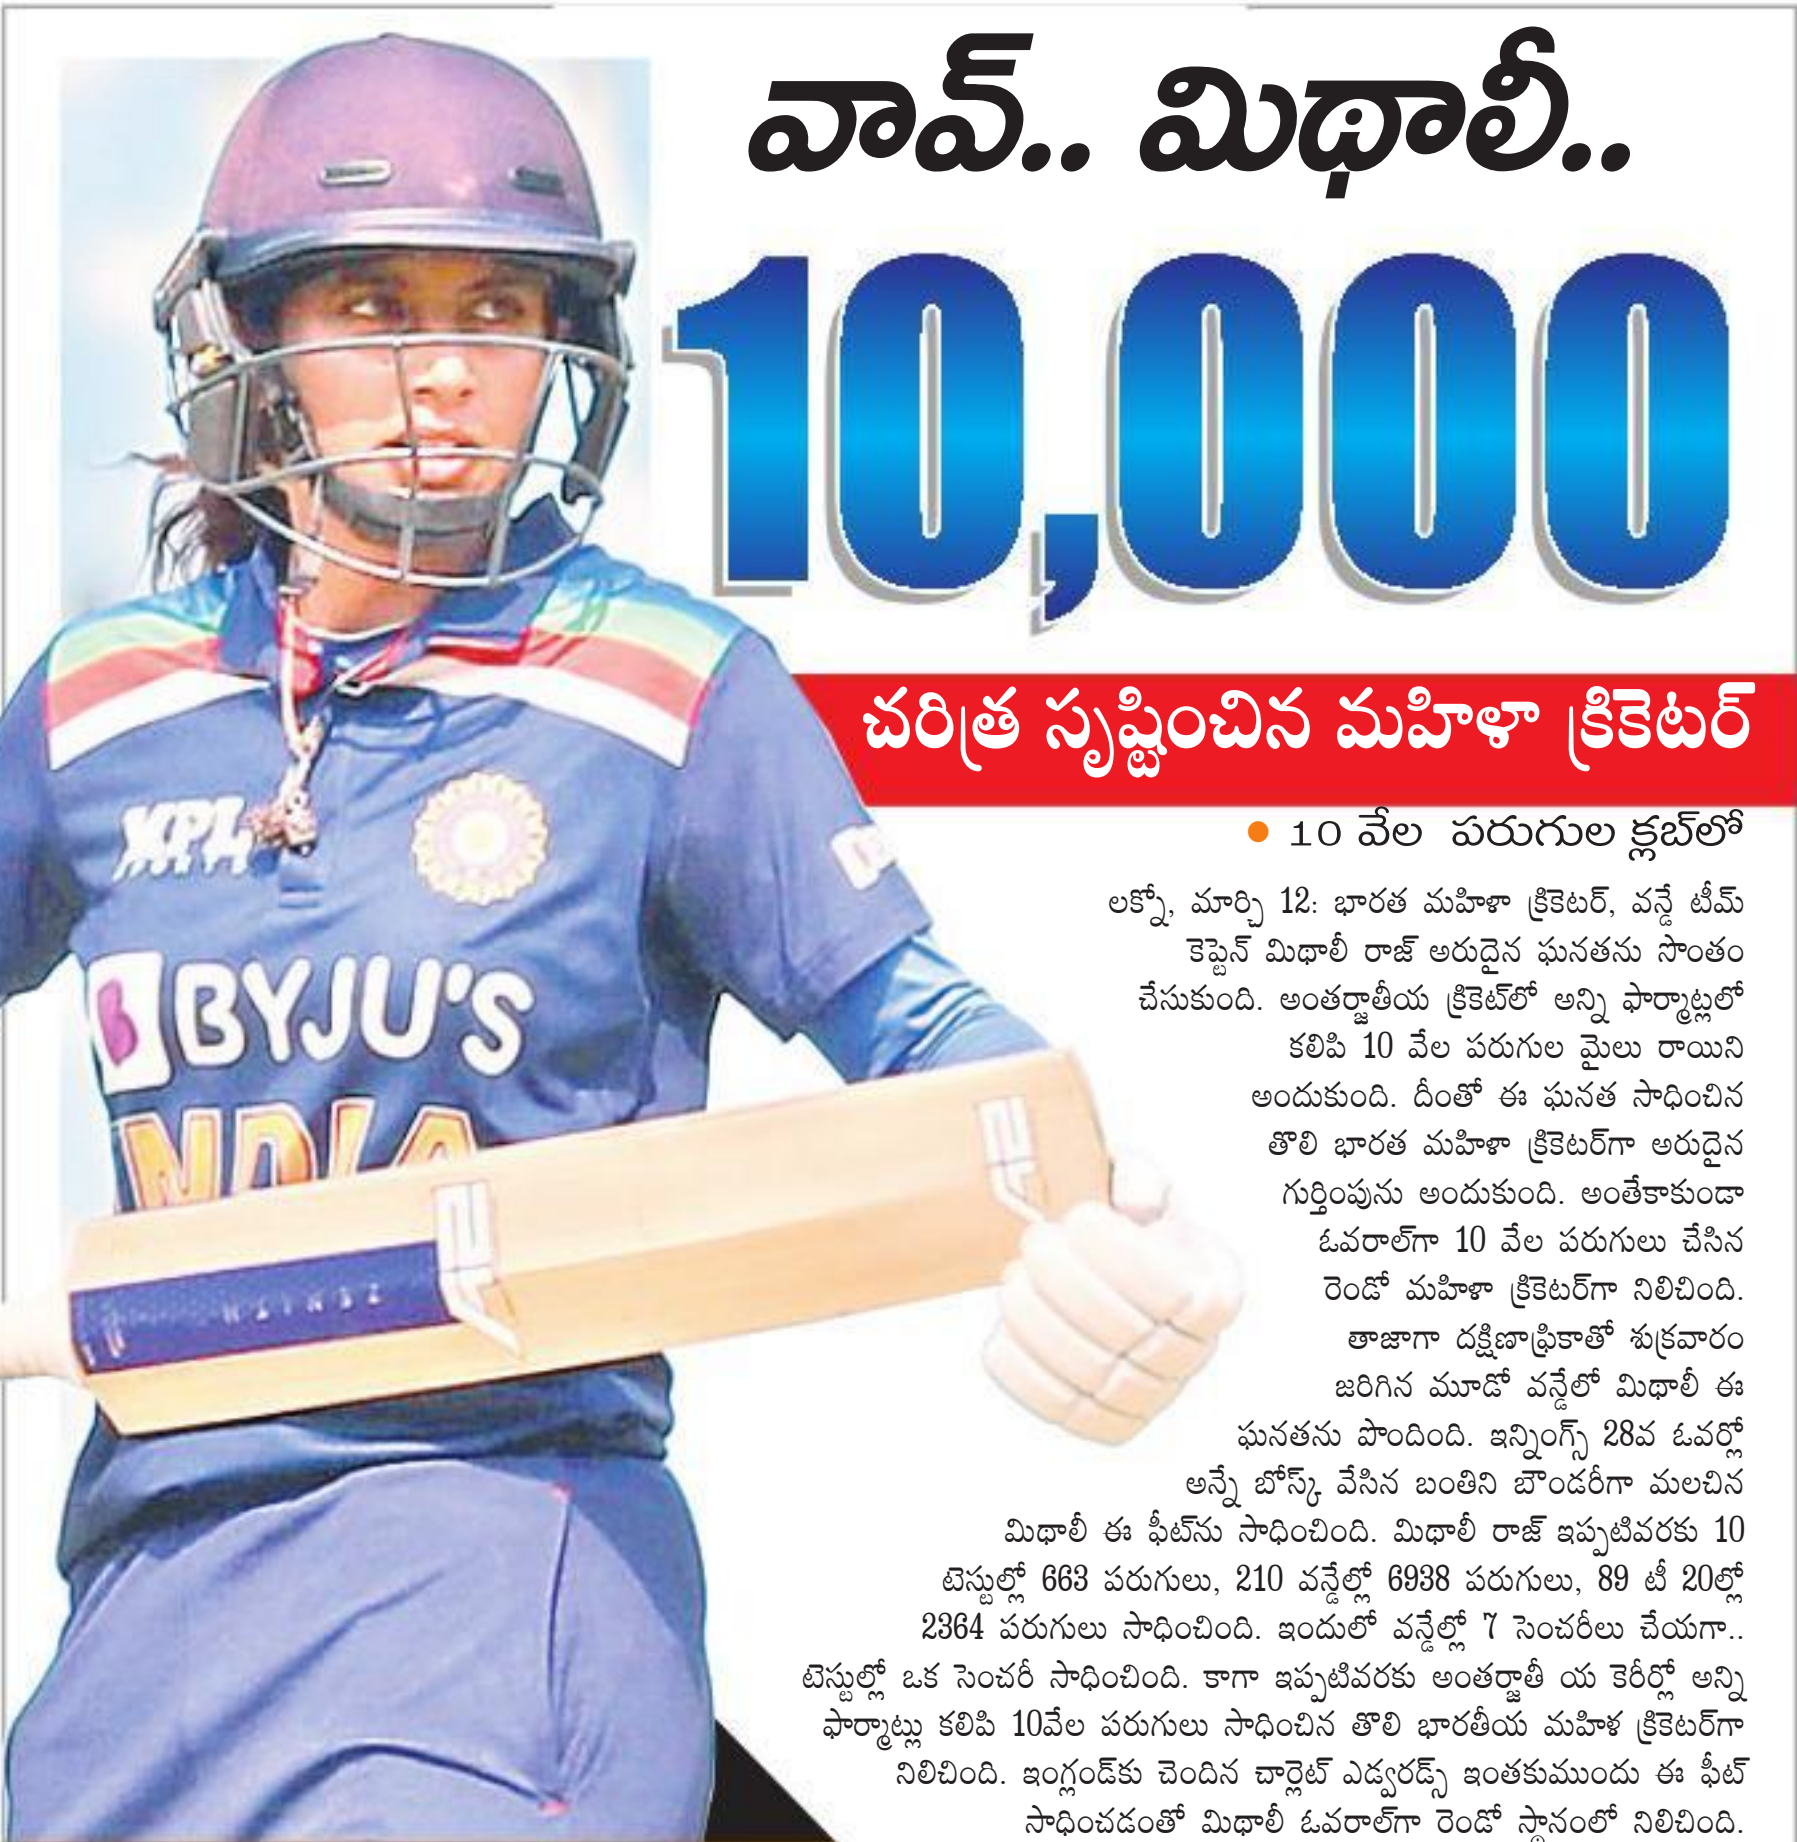 వావ్.. మిథాలీ..
10,000
చరిత్ర సృష్టించిన మహిళా క్రికెటర్
• 10 వేల పరుగుల క్లబ్‌లో
లక్నో, మార్చి 12: భారత మహిళా క్రికెటర్, వన్డే టీమ్
కెప్టెన్ మిథాలీ రాజ్ అరుదైన ఘనతను సొంతం
చేసుకుంది. అంతర్జాతీయ క్రికెట్‌లో అన్ని ఫార్మాట్లలో
కలిపి 10 వేల పరుగుల మైలు రాయిని
అందుకుంది. దీంతో ఈ ఘనత సాధించిన
తొలి భారత మహిళా క్రికెటర్‌గా అరుదైన
గుర్తింపును అందుకుంది. అంతేకాకుండా
ఓవరాల్‌గా 10 వేల పరుగులు చేసిన
రెండో మహిళా క్రికెటర్‌గా నిలిచింది.
తాజాగా దక్షిణాఫ్రికాతో శుక్రవారం
జరిగిన మూడో వన్డేలో మిథాలీ ఈ
ఘనతను పొందింది. ఇన్నింగ్స్ 28వ ఓవర్లో
అన్నే బోస్క్ వేసిన బంతిని బౌండరీగా మలచిన
మిథాలీ ఈ ఫీట్‌ను సాధించింది. మిథాలీ రాజ్ ఇప్పటివరకు 10
టెస్టుల్లో 663 పరుగులు, 210 వన్డేల్లో 6938 పరుగులు, 89 టీ 20ల్లో
2364 పరుగులు సాధించింది. ఇందులో వన్డేల్లో 7 సెంచరీలు చేయగా..
టెస్టుల్లో ఒక సెంచరీ సాధించింది. కాగా ఇప్పటివరకు అంతర్జాతీ య కెరీర్లో అన్ని
ఫార్మాట్లు కలిపి 10వేల పరుగులు సాధించిన తొలి భారతీయ మహిళ క్రికెటర్‌గా
నిలిచింది. ఇంగ్లండ్‌కు చెందిన చార్లెట్ ఎడ్వరడ్స్ ఇంతకుముందు ఈ ఫీట్
సాధించడంతో మిథాలీ ఓవరాల్‌గా రెండో స్థానంలో నిలిచింది.
BYJU'S